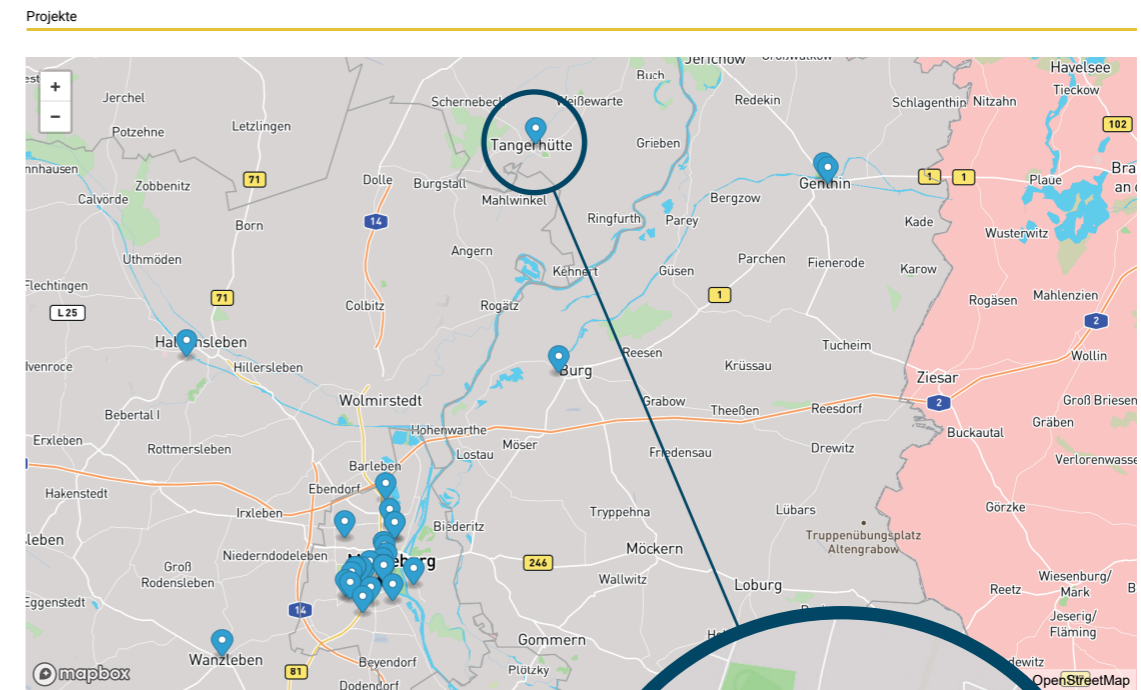 Projekte
Jerichow
Havelsee
Buch
Tieckow
+
Jerchel
Schernebeck
Weißewarte
Redekin
Schlagenthin
Nitzahn
−
Letzlingen
102
Potzehne
Tangerhütte
Grieben
Genthin
1
1
Plaue
Zobbenitz
71
Dolle
Burgstall
Calvörde
Mahlwinkel
Bergzow
Born
14
Ringfurth
Parey
Kade
Wusterwitz
Uthmöden
Angern
Kehnert
Güsen
Parchen
Fienerode
Karow
Flechtingen
71
Colbitz
Rogätz
1
Rogäsen
Mahlenzien
L 25
2
Hillersleben
Reesen
Tucheim
Wollin
Burg
Krüssau
Ziesar
Wolmirstedt
Grabow
Theeßen
Reesdorf
2
Groß Briesen
Bebertal I
Gräben
Erxleben
Hohenwarthe
Möser
Buckautal
Rottmersleben
Lostau
Friedensau
Drewitz
Barleben
Hakenstedt
Ebendorf
Irxleben
Biederitz
Tryppehna
Lübars
Görzke
Truppenübungsplatz
Altengrabow
Niederndodeleben
Möckern
Groß
Rodensleben
246
Wallwitz
Loburg
Reetz
Wiesenburg/
Mark
14
Jeserig/
Fläming
Gommern
Wanzleben
Beyendorf
Plötzky
81
Dodendorf
mapbox
OpenStreetMap